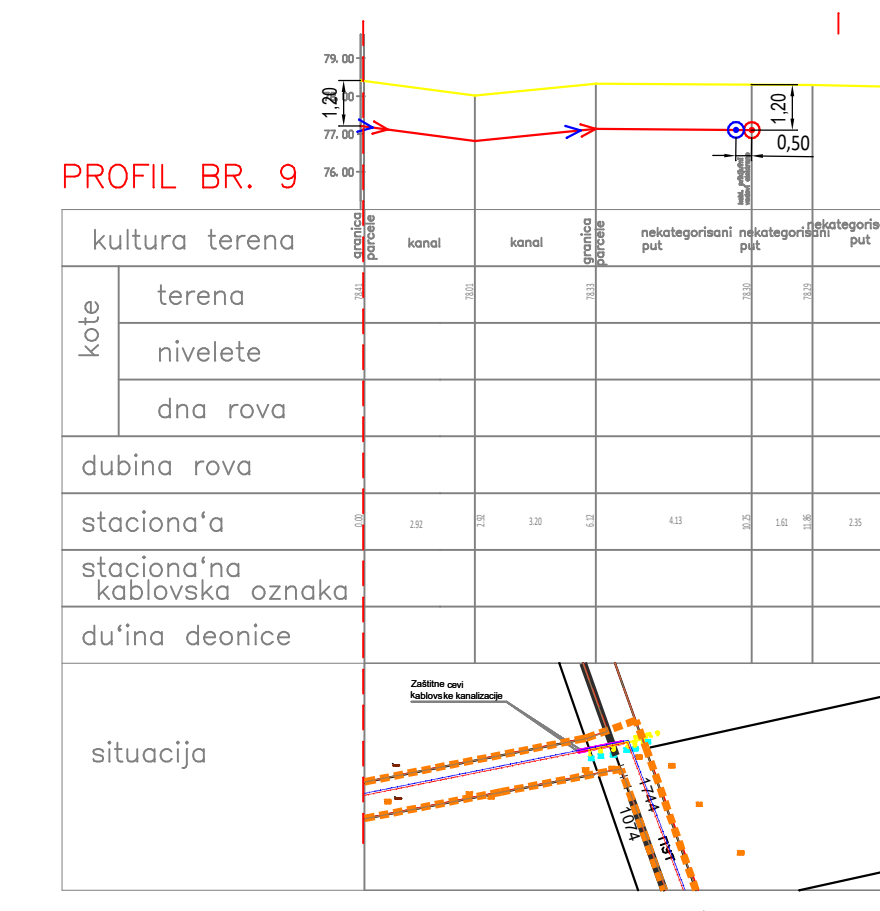 79.00
78.00
1,20
77.00
76.00
1,20
0,50
PROFIL BR. 9
kultura terena
granica
parcele
kanal
kanal
granica
parcele
nekategorisani
put
nekategorisani
put
nekategoris
put
kote
terena
78.41
78.01
78.33
78.30
78.29
nivelete
dna rova
dubina rova
staciona‘a
0.00
2.92
2.92
3.20
6.12
4.13
10.25
1.61
11.86
2.35
staciona‘na
kablovska oznaka
du‘ina deonice
situacija
Zaštitne cevi
kablovske kanalizacije
1744
1074